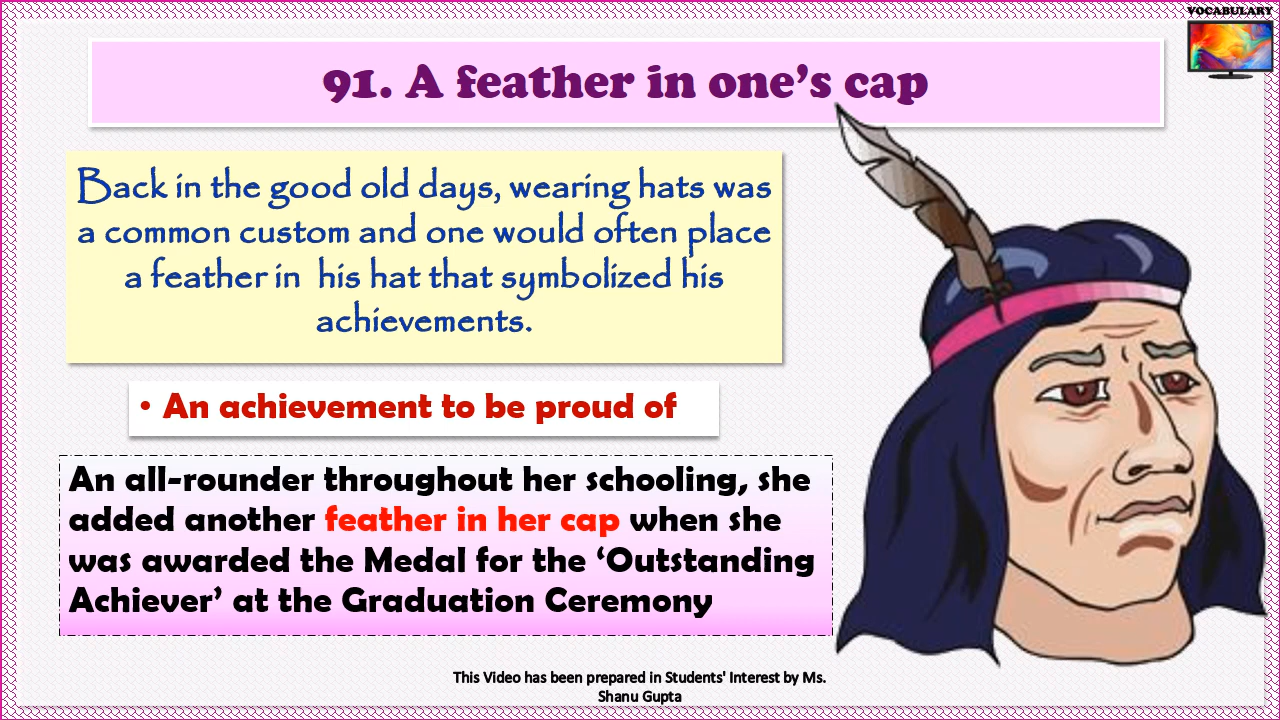 VOCABULARY
91. A feather in one’s cap
Back in the good old days, wearing hats was
a common custom and one would often place
a feather in his hat that symbolized his
achievements.
• An achievement to be proud of
An all-rounder throughout her schooling, she
added another feather in her cap when she
was awarded the Medal for the ‘Outstanding
Achiever’ at the Graduation Ceremony
This Video has been prepared in Students' Interest by Ms.
Shanu Gupta